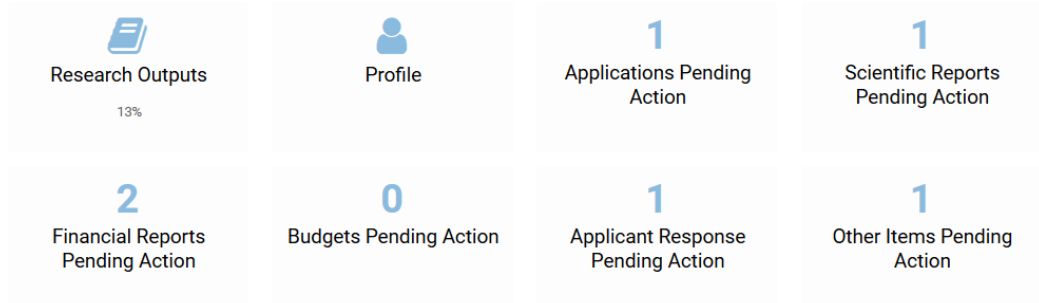 Research Outputs
13%
Profile
1
Applications Pending
Action
1
Scientific Reports
Pending Action
2
Financial Reports
Pending Action
0
Budgets Pending Action
1
Applicant Response
Pending Action
1
Other Items Pending
Action